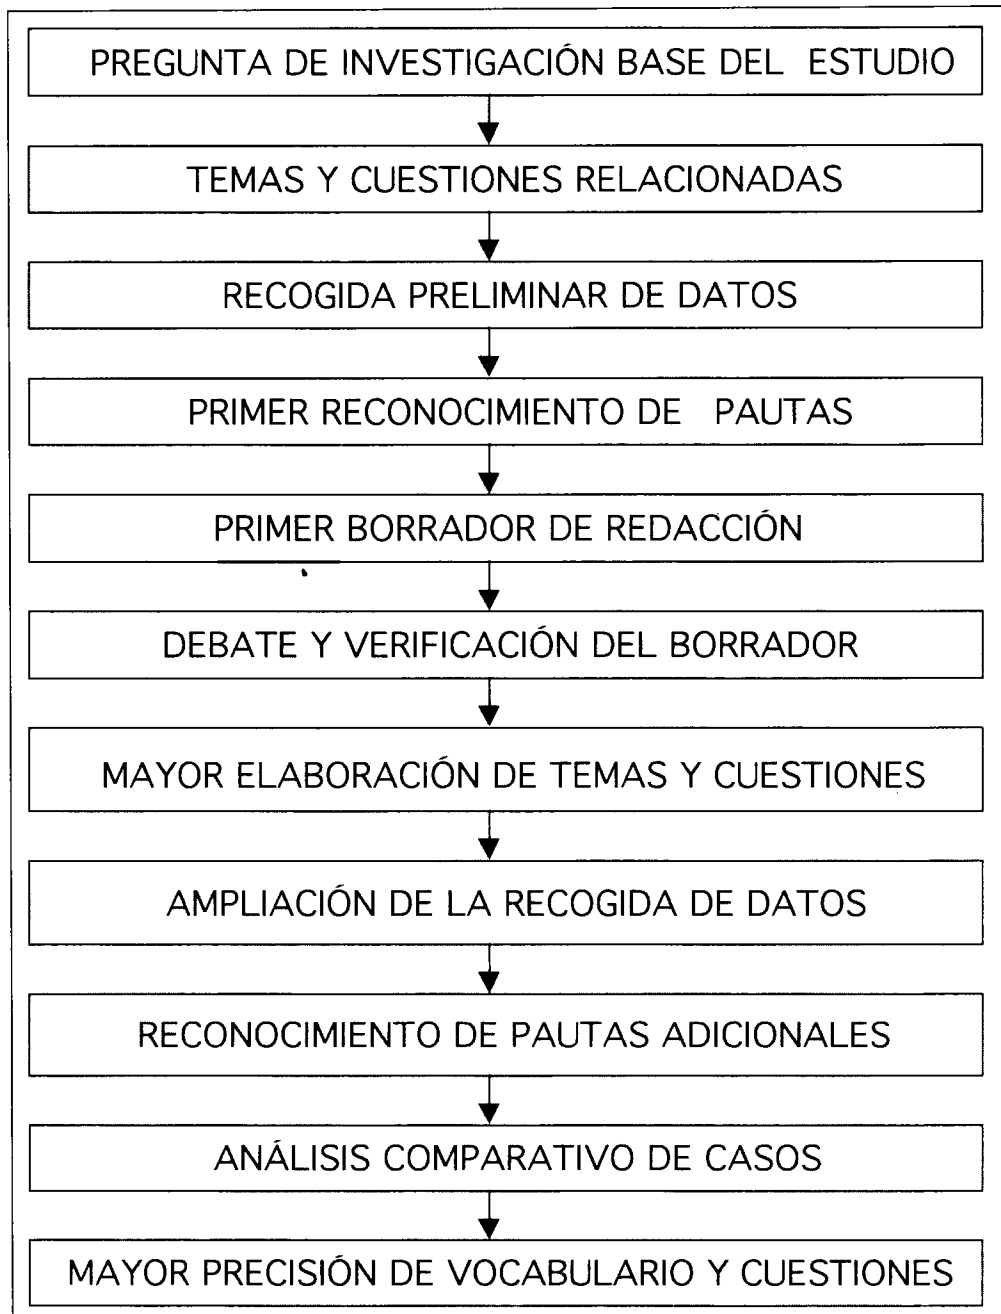 PREGUNTA DE INVESTIGACIÓN BASE DEL ESTUDIO
TEMAS Y CUESTIONES RELACIONADAS
RECOGIDA PRELIMINAR DE DATOS
PRIMER RECONOCIMIENTO DE PAUTAS
PRIMER BORRADOR DE REDACCIÓN
DEBATE Y VERIFICACIÓN DEL BORRADOR
MAYOR ELABORACIÓN DE TEMAS Y CUESTIONES
AMPLIACIÓN DE LA RECOGIDA DE DATOS
RECONOCIMIENTO DE PAUTAS ADICIONALES
ANÁLISIS COMPARATIVO DE CASOS
MAYOR PRECISIÓN DE VOCABULARIO Y CUESTIONES